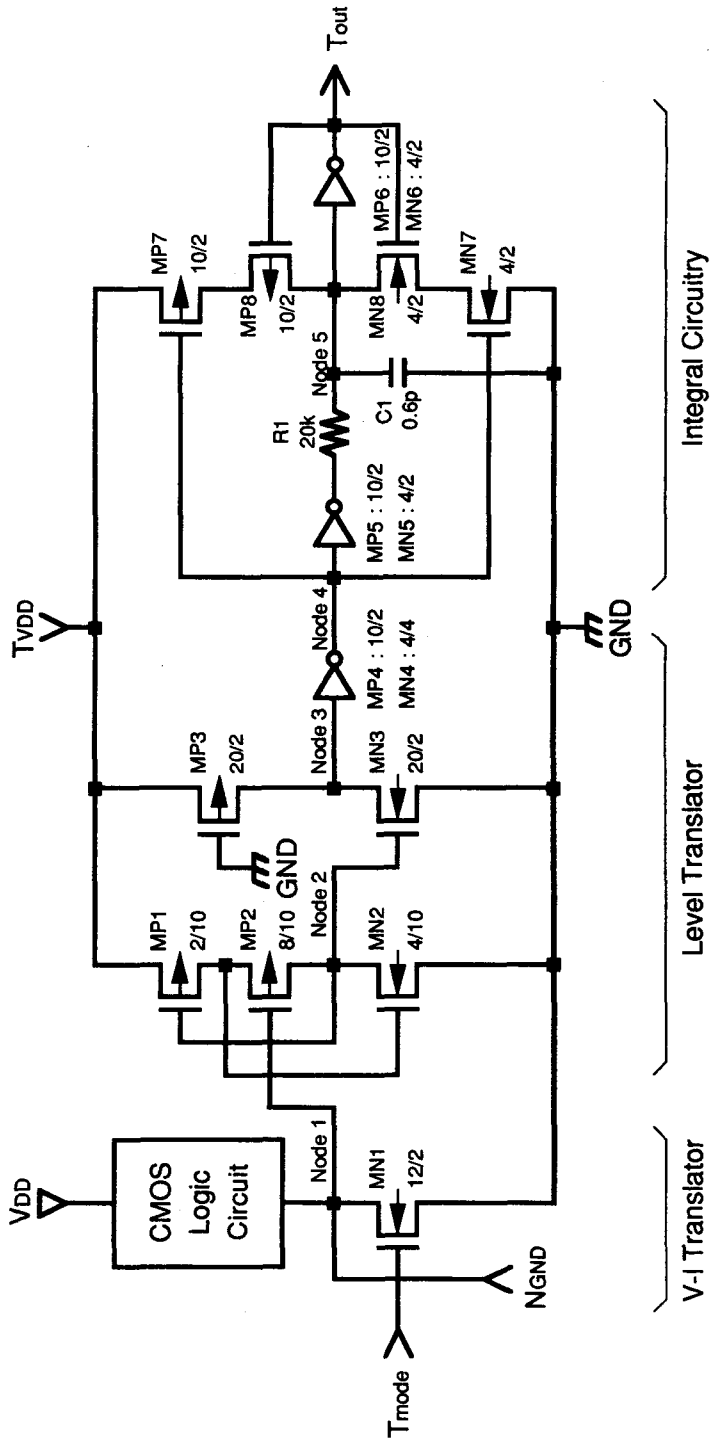 VDD
CMOS
Logic
Circuit
Node 1
MN1
12/2
Tmode
NGND
V-I Translator
TVDD
MP1
2/10
MP2
8/10
Node 2
MN2
4/10
GND
MP3
20/2
Node 3
MN3
20/2
MP4 : 10/2
MN4 : 4/4
Node 4
GND
Level Translator
MP5 : 10/2
MN5 : 4/2
R1
20k
Node 5
C1
0.6p
MP7
10/2
MP8
10/2
MN8
4/2
MN7
4/2
MP6 : 10/2
MN6 : 4/2
Tout
Integral Circuitry